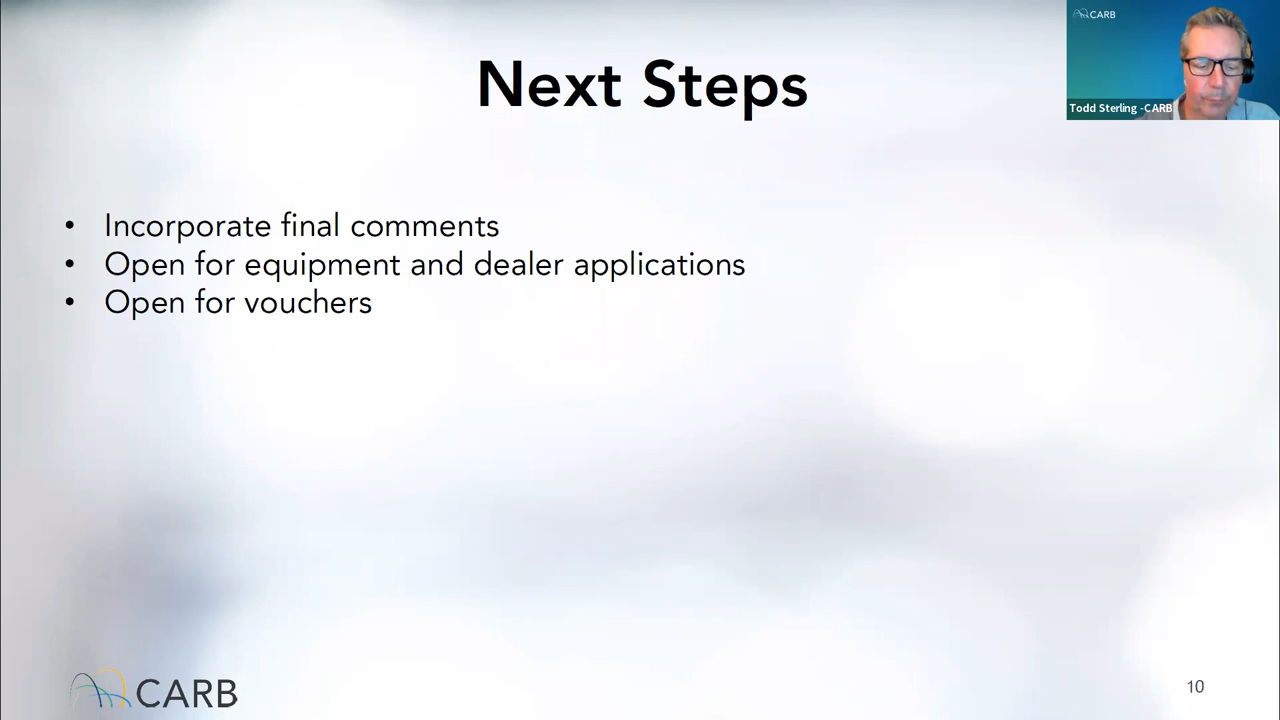 CARB
Todd Sterling -CARB
Next Steps
• Incorporate final comments
• Open for equipment and dealer applications
• Open for vouchers
CARB
10